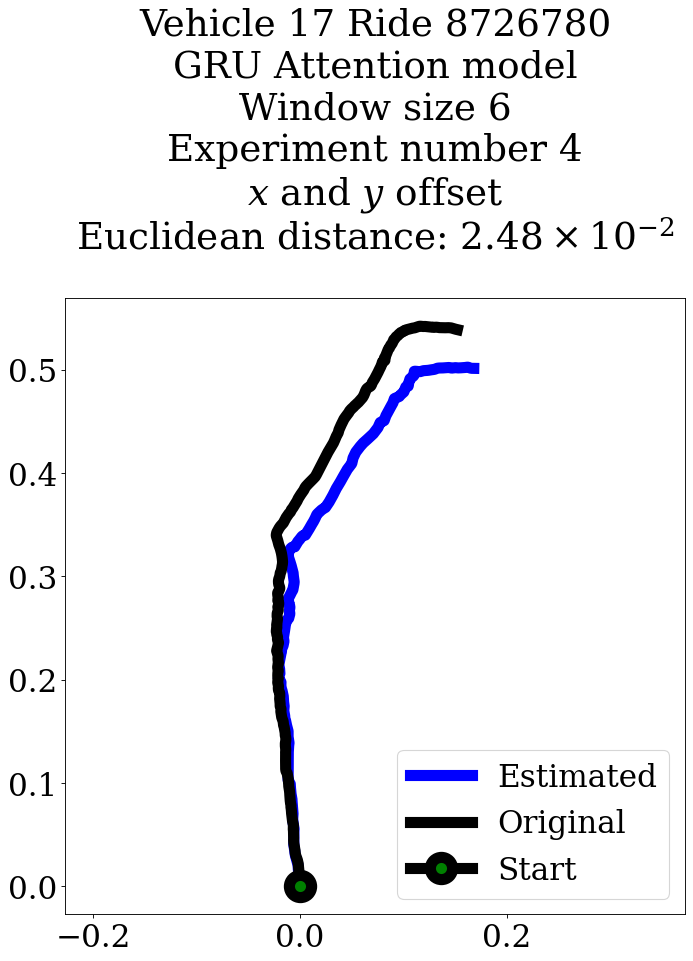 Vehicle 17 Ride 8726780
GRU Attention model
Window size 6
Experiment number 4
x and y offset
Euclidean distance: 2.48 × 10⁻²
0.5
0.4
0.3
0.2
0.1
0.0
−0.2
0.0
0.2
Estimated
Original
Start